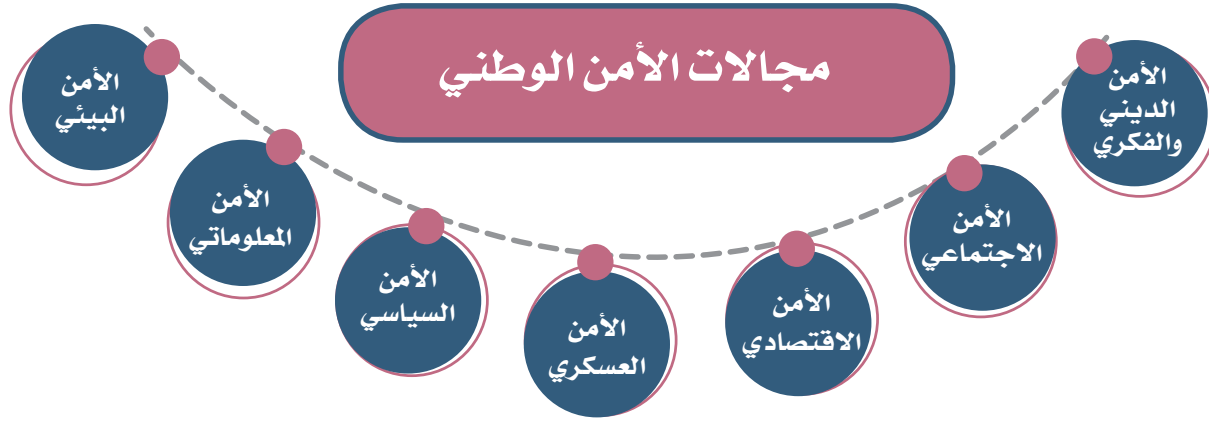 مجالات الأمن الوطني
الأمن
الديني
والفكري
الأمن
الاجتماعي
الأمن
الاقتصادي
الأمن
العسكري
الأمن
السياسي
الأمن
المعلوماتي
الأمن
البيئي